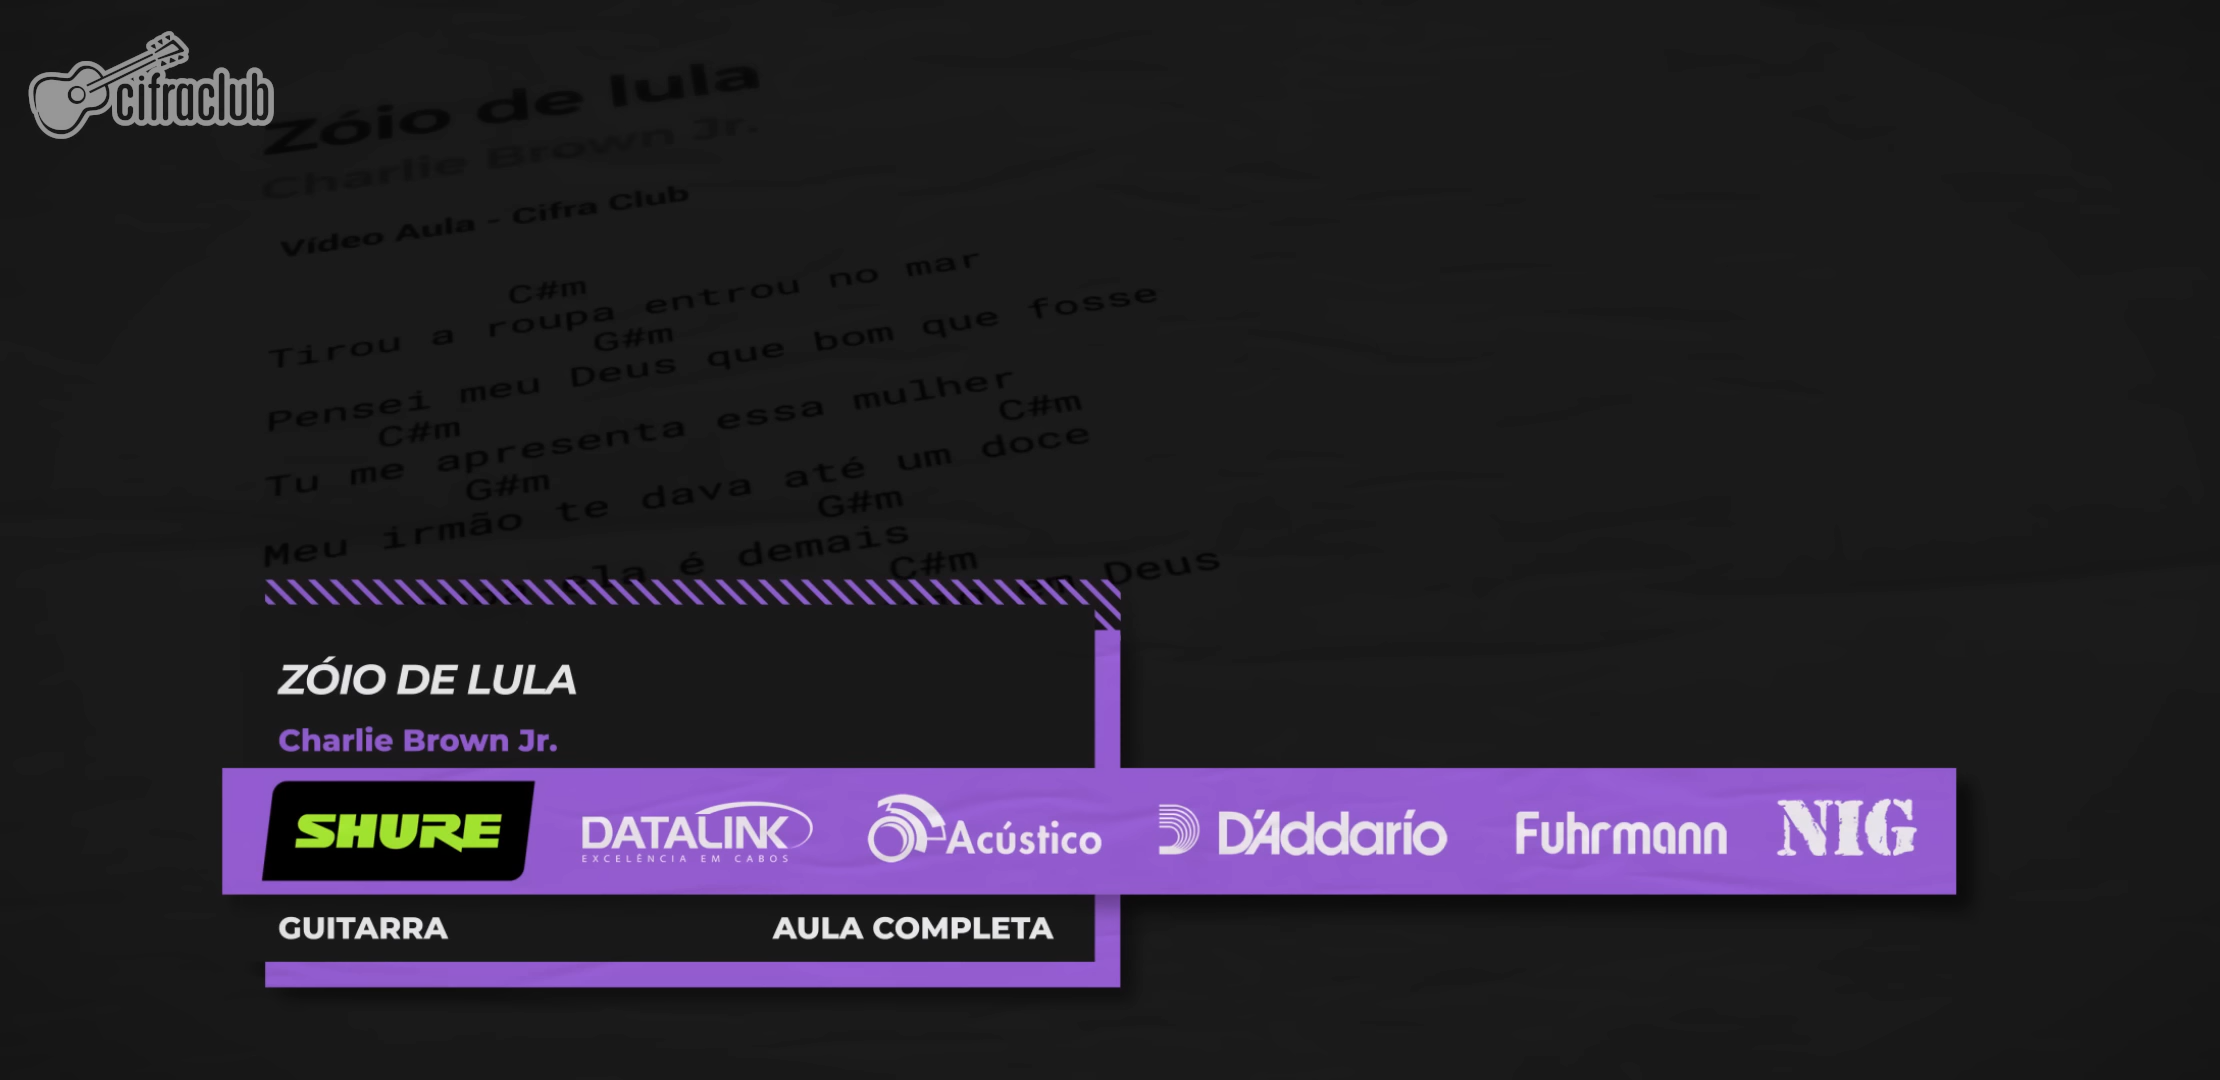 cifraclub
Zóio de lula
Charlie Brown Jr.
Vídeo Aula - Cifra Club
C#m
Tirou a roupa entrou no mar
G#m
Pensei meu Deus que bom que fosse
C#m
Tu me apresenta essa mulher
G#m C#m
Meu irmão te dava até um doce
G#m
ela é demais
C#m
em Deus
ZÓIO DE LULA
Charlie Brown Jr.
SHURE DATALINK Acústico D'Addario Fuhrmann NIG
EXCELÊNCIA EM CABOS
GUITARRA AULA COMPLETA